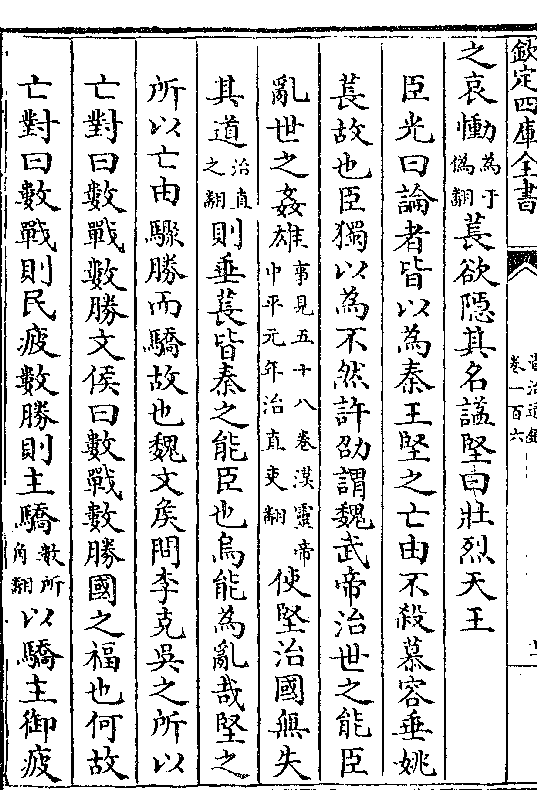 欽定四庫全書
卷一百六
之哀慟為于偽翻萇欲隱其名諡堅曰壯烈天王
臣光曰論者皆以為秦王堅之亡由不殺慕容垂姚
萇故也臣獨以為不然許劭謂魏武帝治世之能臣
亂世之姦雄事見五十八卷漢靈帝中平元年治直吏翻使堅治國無失
其道治直之翻則垂萇皆秦之能臣也烏能為亂哉堅之
所以亡由驟勝而驕故也魏文侯問李克吳之所以
亡對曰數戰數勝文侯曰數戰數勝國之福也何故
亡對曰數戰則民疲數勝則主驕數所角翻以驕主御疲